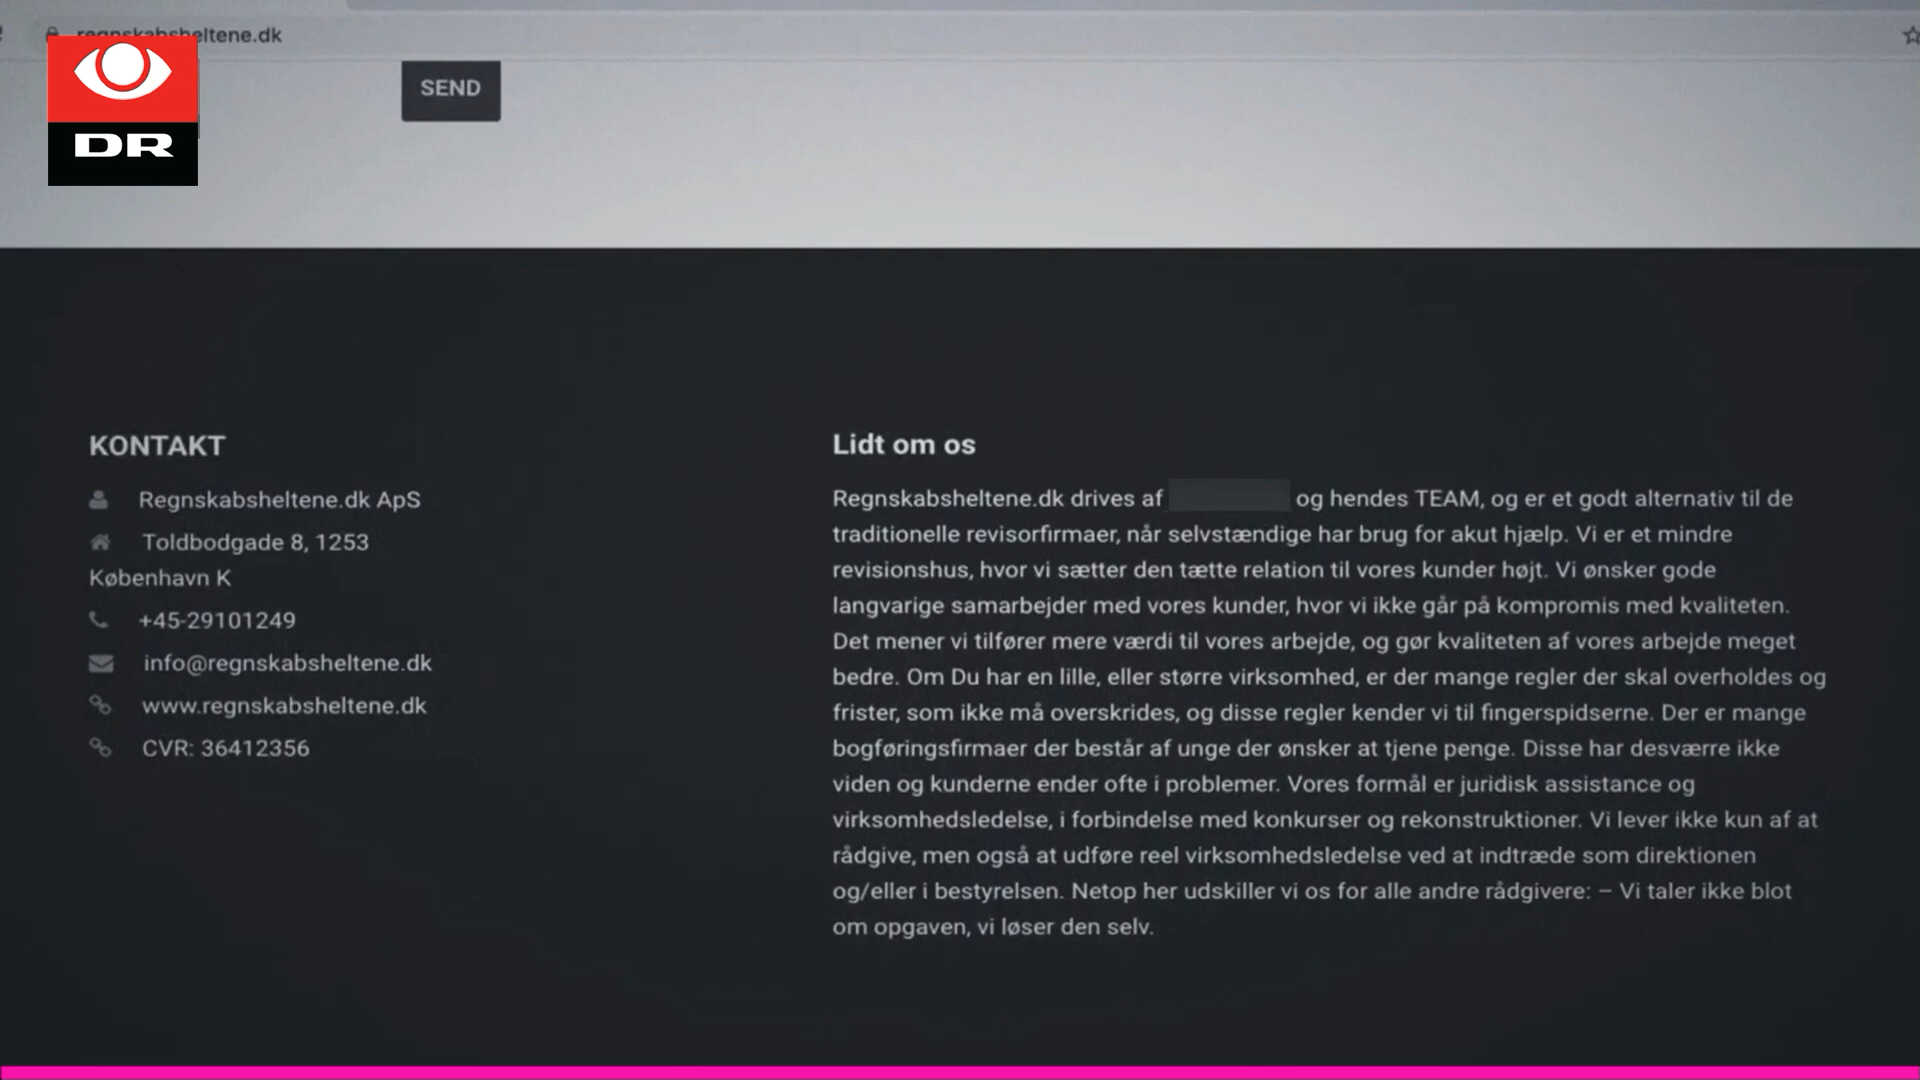 regnskabsheltene.dk
DR
SEND
KONTAKT
Regnskabsheltene.dk ApS
Toldbodgade 8, 1253
København K
+45-29101249
info@regnskabsheltene.dk
www.regnskabsheltene.dk
CVR: 36412356
Lidt om os
Regnskabsheltene.dk drives af og hendes TEAM, og er et godt alternativ til de
traditionelle revisorfirmaer, når selvstændige har brug for akut hjælp. Vi er et mindre
revisionshus, hvor vi sætter den tætte relation til vores kunder højt. Vi ønsker gode
langvarige samarbejder med vores kunder, hvor vi ikke går på kompromis med kvaliteten.
Det mener vi tilfører mere værdi til vores arbejde, og gør kvaliteten af vores arbejde meget
bedre. Om Du har en lille, eller større virksomhed, er der mange regler der skal overholdes og
frister, som ikke må overskrides, og disse regler kender vi til fingerspidserne. Der er mange
bogføringsfirmaer der består af unge der ønsker at tjene penge. Disse har desværre ikke
viden og kunderne ender ofte i problemer. Vores formål er juridisk assistance og
virksomhedsledelse, i forbindelse med konkurser og rekonstruktioner. Vi lever ikke kun af at
rådgive, men også at udføre reel virksomhedsledelse ved at indtræde som direktionen
og/eller i bestyrelsen. Netop her udskiller vi os for alle andre rådgivere: – Vi taler ikke blot
om opgaven, vi løser den selv.